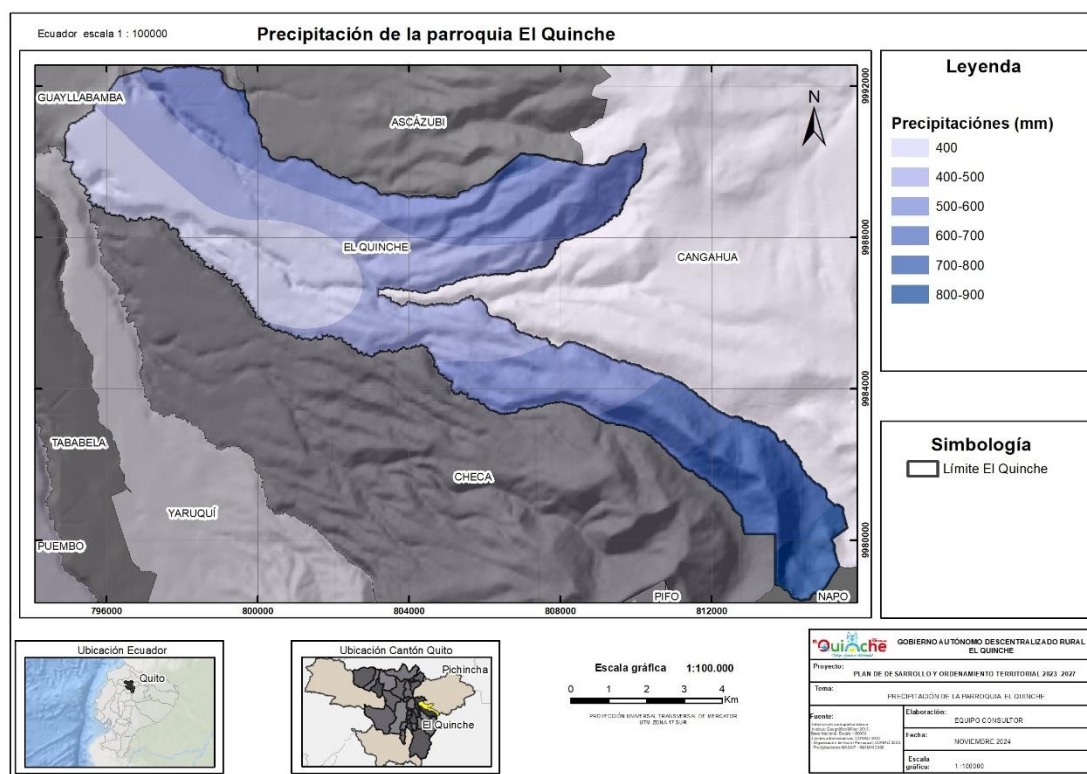 Ecuador escala 1 : 100000
Precipitación de la parroquia El Quinche
GUAYLLABAMBA
ASCÁZUBI
EL QUINCHE
CANGAHUA
TABABELA
CHECA
YARUQUÍ
PUEMBO
PIFO
NAPO
N
9992000
9988000
9984000
9980000
796000
800000
804000
808000
812000
Leyenda
Precipitaciónes (mm)
400
400-500
500-600
600-700
700-800
800-900
Simbología
Límite El Quinche
Ubicación Ecuador
Quito
Ubicación Cantón Quito
Pichincha
El Quinche
Escala gráfica 1:100.000
0 1 2 3 4
Km
PROYECCIÓN UNIVERSAL TRANSVERSAL DE MERCATOR
UTM ZONA 17 SUR
El Quinche
GOBIERNO AUTÓNOMO DESCENTRALIZADO RURAL
EL QUINCHE
Proyecto:
PLAN DE DESARROLLO Y ORDENAMIENTO TERRITORIAL 2023-2027
Tema:
PRECIPITACIÓN DE LA PARROQUIA EL QUINCHE
Fuente:
Elaboración:
EQUIPO CONSULTOR
Fecha:
NOVIEMBRE 2024
Escala
gráfica:
1:100000